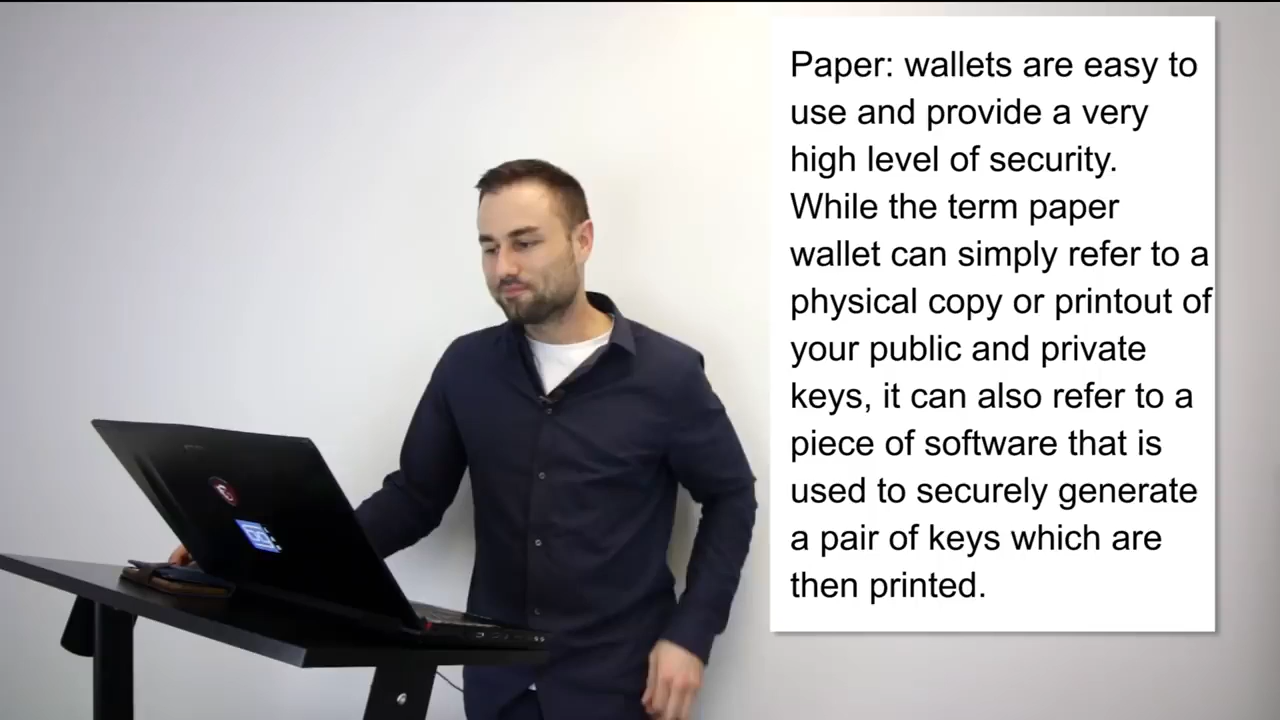 Paper: wallets are easy to
use and provide a very
high level of security.
While the term paper
wallet can simply refer to a
physical copy or printout of
your public and private
keys, it can also refer to a
piece of software that is
used to securely generate
a pair of keys which are
then printed.